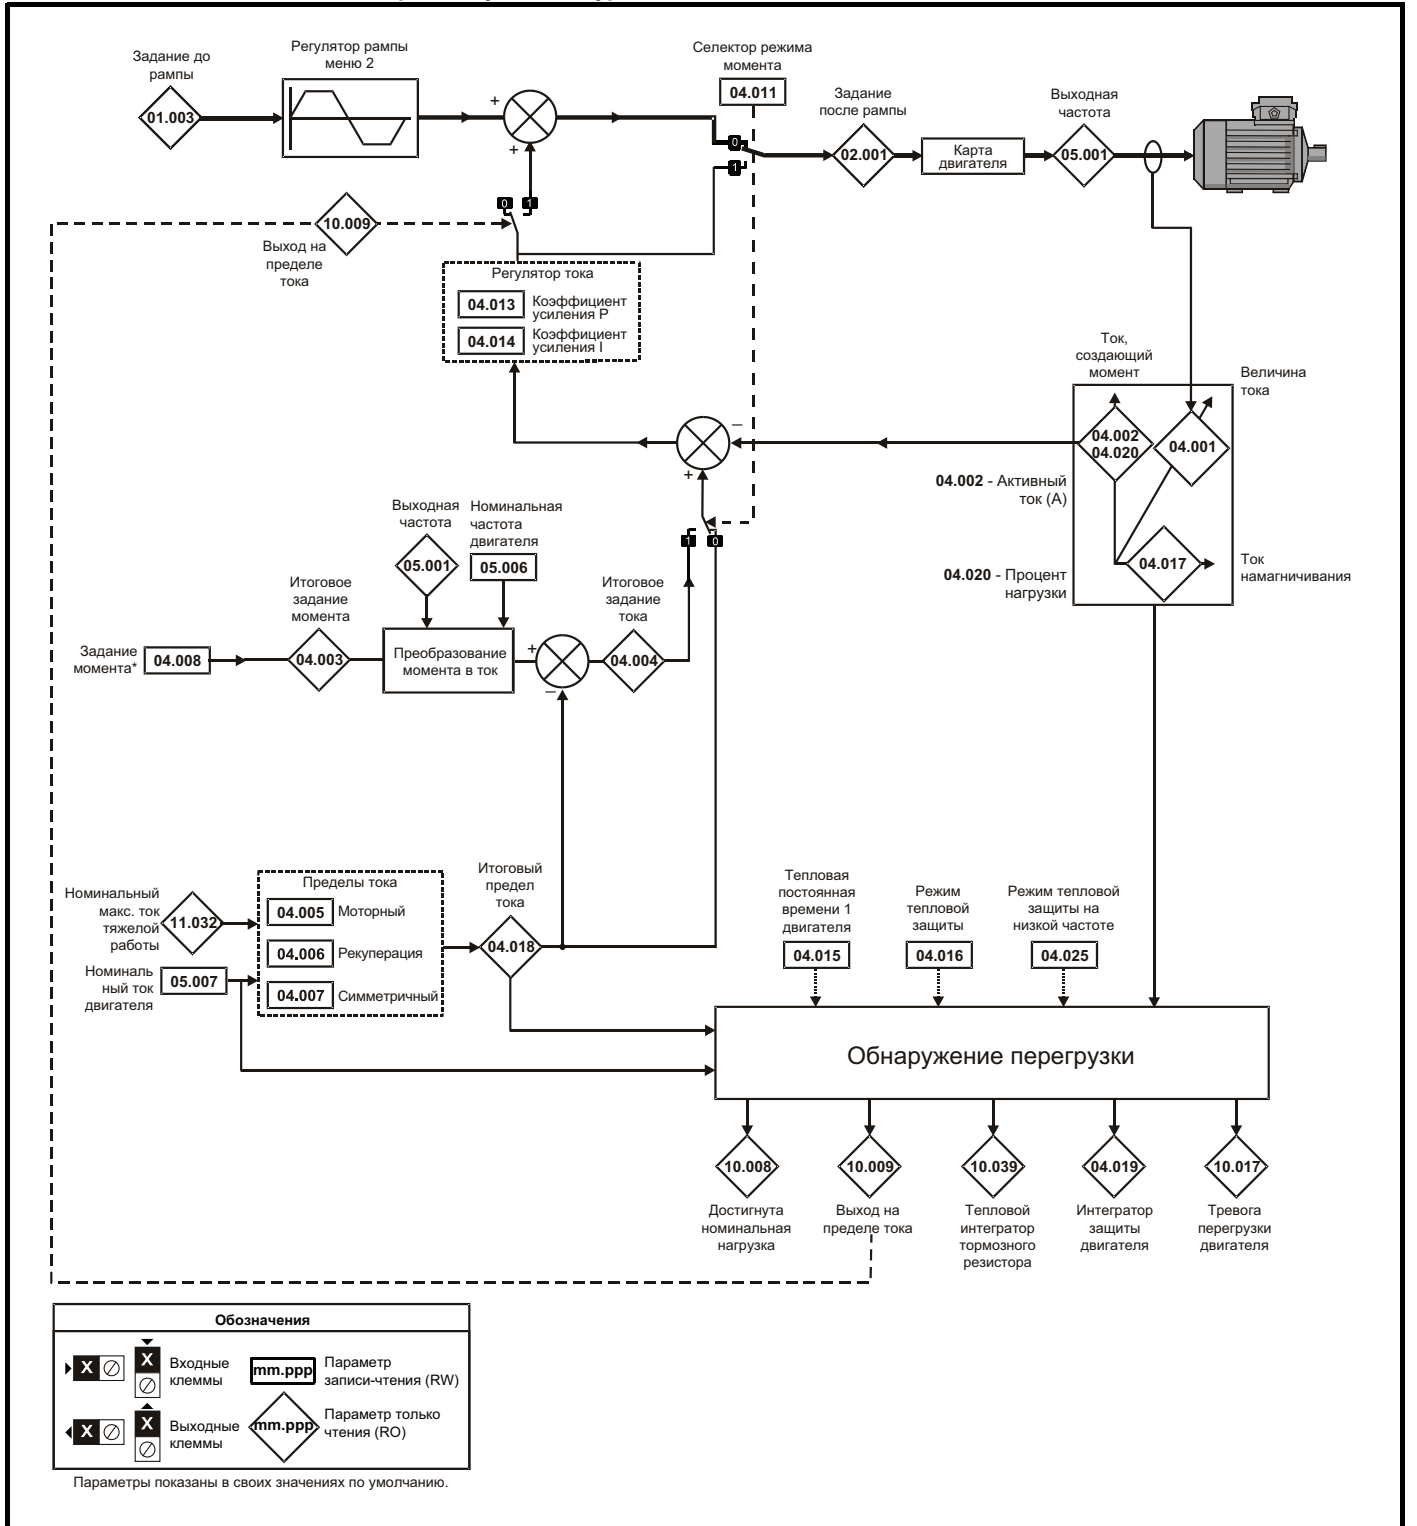 Задание до
рампы
01.003
Регулятор рампы
меню 2
+
+
Селектор режима
момента
04.011
0
1
Задание
после рампы
02.001
Карта
двигателя
Выходная
частота
05.001
10.009
Выход на
пределе
тока
0
1
Регулятор тока
04.013
Коэффициент
усиления P
04.014
Коэффициент
усиления I
Ток,
создающий
момент
Величина
тока
04.002
04.020
04.001
04.002 - Активный
ток (A)
04.017
Ток
намагничивания
04.020 - Процент
нагрузки
–
+
1
0
Выходная
частота
05.001
Номинальная
частота
двигателя
05.006
Итоговое
задание
момента
04.003
Задание
момента*
04.008
Преобразование
момента в ток
+
–
Итоговое
задание
тока
04.004
Номинальный
макс. ток
тяжелой
работы
11.032
Номиналь
ный ток
двигателя
05.007
Пределы тока
04.005
Моторный
04.006
Рекуперация
04.007
Симметричный
Итоговый
предел
тока
04.018
Тепловая
постоянная
времени 1
двигателя
04.015
Режим
тепловой
защиты
04.016
Режим тепловой
защиты на
низкой частоте
04.025
Обнаружение перегрузки
10.008
Достигнута
номинальная
нагрузка
10.009
Выход на
пределе тока
10.039
Тепловой
интегратор
тормозного
резистора
04.019
Интегратор
защиты
двигателя
10.017
Тревога
перегрузки
двигателя
Обозначения
X
X
Входные
клеммы
mm.ppp
Параметр
записи-чтения (RW)
X
X
Выходные
клеммы
mm.ppp
Параметр только
чтения (RO)
Параметры показаны в своих значениях по умолчанию.